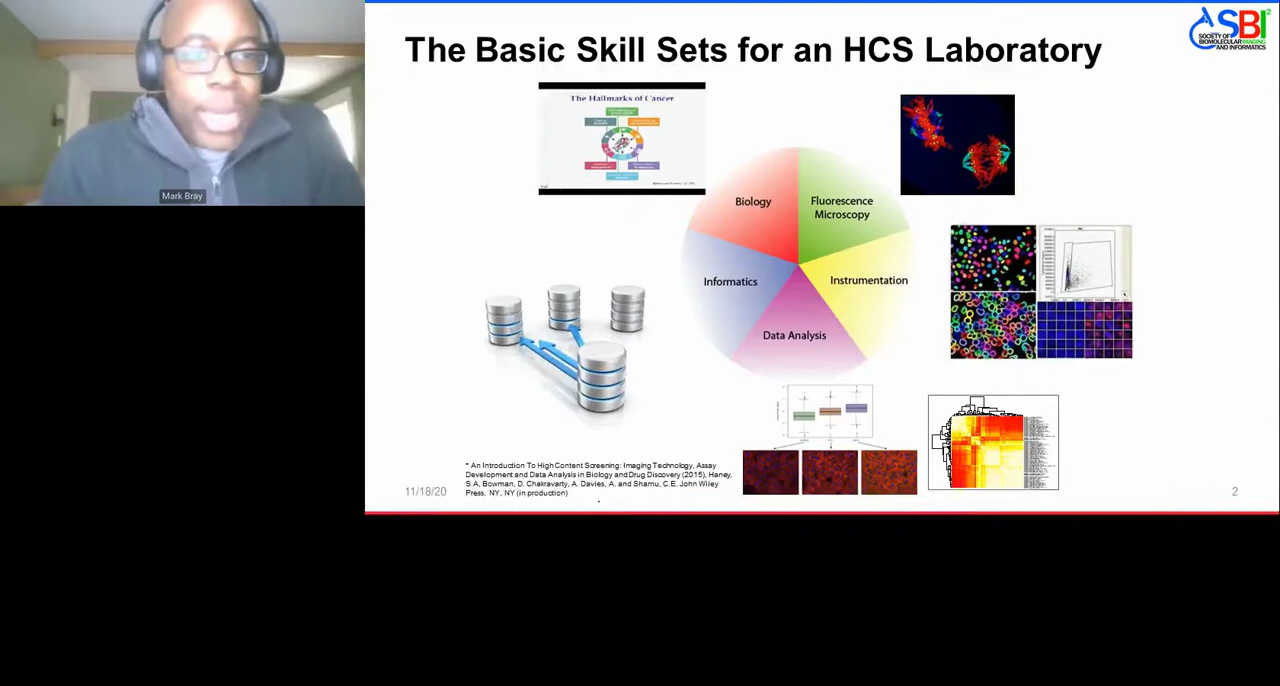 The Basic Skill Sets for an HCS Laboratory
SBI²
SOCIETY OF
BIOMOLECULAR IMAGING
AND INFORMATICS
Mark Bray
The Hallmarks of Cancer
Biology
Fluorescence
Microscopy
Informatics
Instrumentation
Data Analysis
* An Introduction To High Content Screening: Imaging Technology, Assay
Development and Data Analysis in Biology and Drug Discovery (2015), Haney,
S.A, Bowman, D. Chakravarty, A. Davies, A. and Shamu, C.E. John Wiley
Press, NY, NY (in production)
11/18/20
2